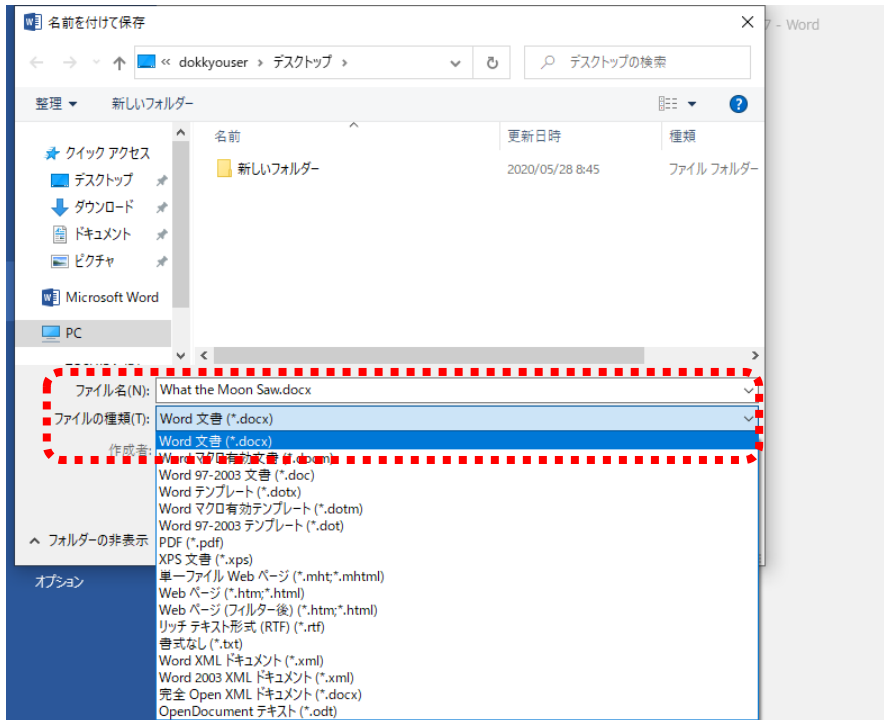 名前を付けて保存
7 - Word
« dokkyouser › デスクトップ ›
デスクトップの検索
整理 ▼ 新しいフォルダー
名前 更新日時 種類
クイック アクセス
新しいフォルダー 2020/05/28 8:45 ファイル フォルダー
デスクトップ
ダウンロード
ドキュメント
ピクチャ
Microsoft Word
PC
ファイル名(N): What the Moon Saw.docx
ファイルの種類(T): Word 文書 (*.docx)
作成者:
Word 文書 (*.docx)
Word マクロ有効文書 (*.docm)
Word 97-2003 文書 (*.doc)
Word テンプレート (*.dotx)
Word マクロ有効テンプレート (*.dotm)
Word 97-2003 テンプレート (*.dot)
フォルダーの非表示
PDF (*.pdf)
XPS 文書 (*.xps)
単一ファイル Web ページ (*.mht;*.mhtml)
オプション
Web ページ (*.htm;*.html)
Web ページ (フィルター後) (*.htm;*.html)
リッチ テキスト形式 (RTF) (*.rtf)
書式なし (*.txt)
Word XML ドキュメント (*.xml)
Word 2003 XML ドキュメント (*.xml)
完全 Open XML ドキュメント (*.docx)
OpenDocument テキスト (*.odt)